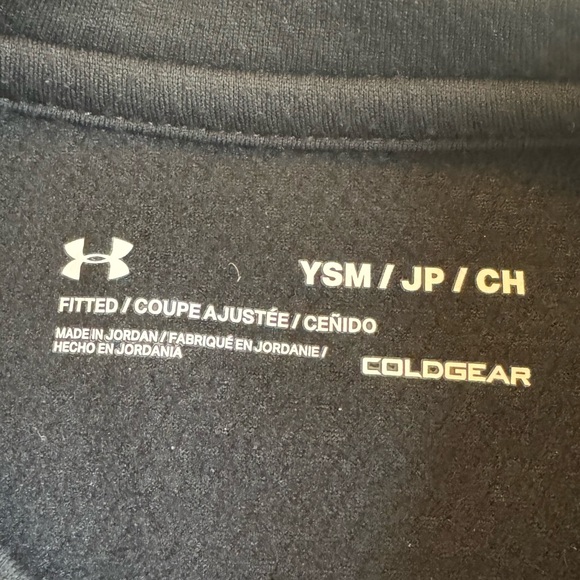 YSM / JP / CH
FITTED / COUPE AJUSTÉE / CEÑIDO
MADE IN JORDAN / FABRIQUÉ EN JORDANIE /
HECHO EN JORDANIA
COLDGEAR